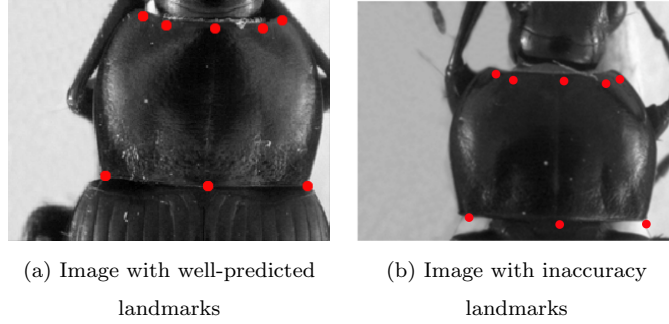 (a) Image with well-predicted
landmarks
(b) Image with inaccuracy
landmarks